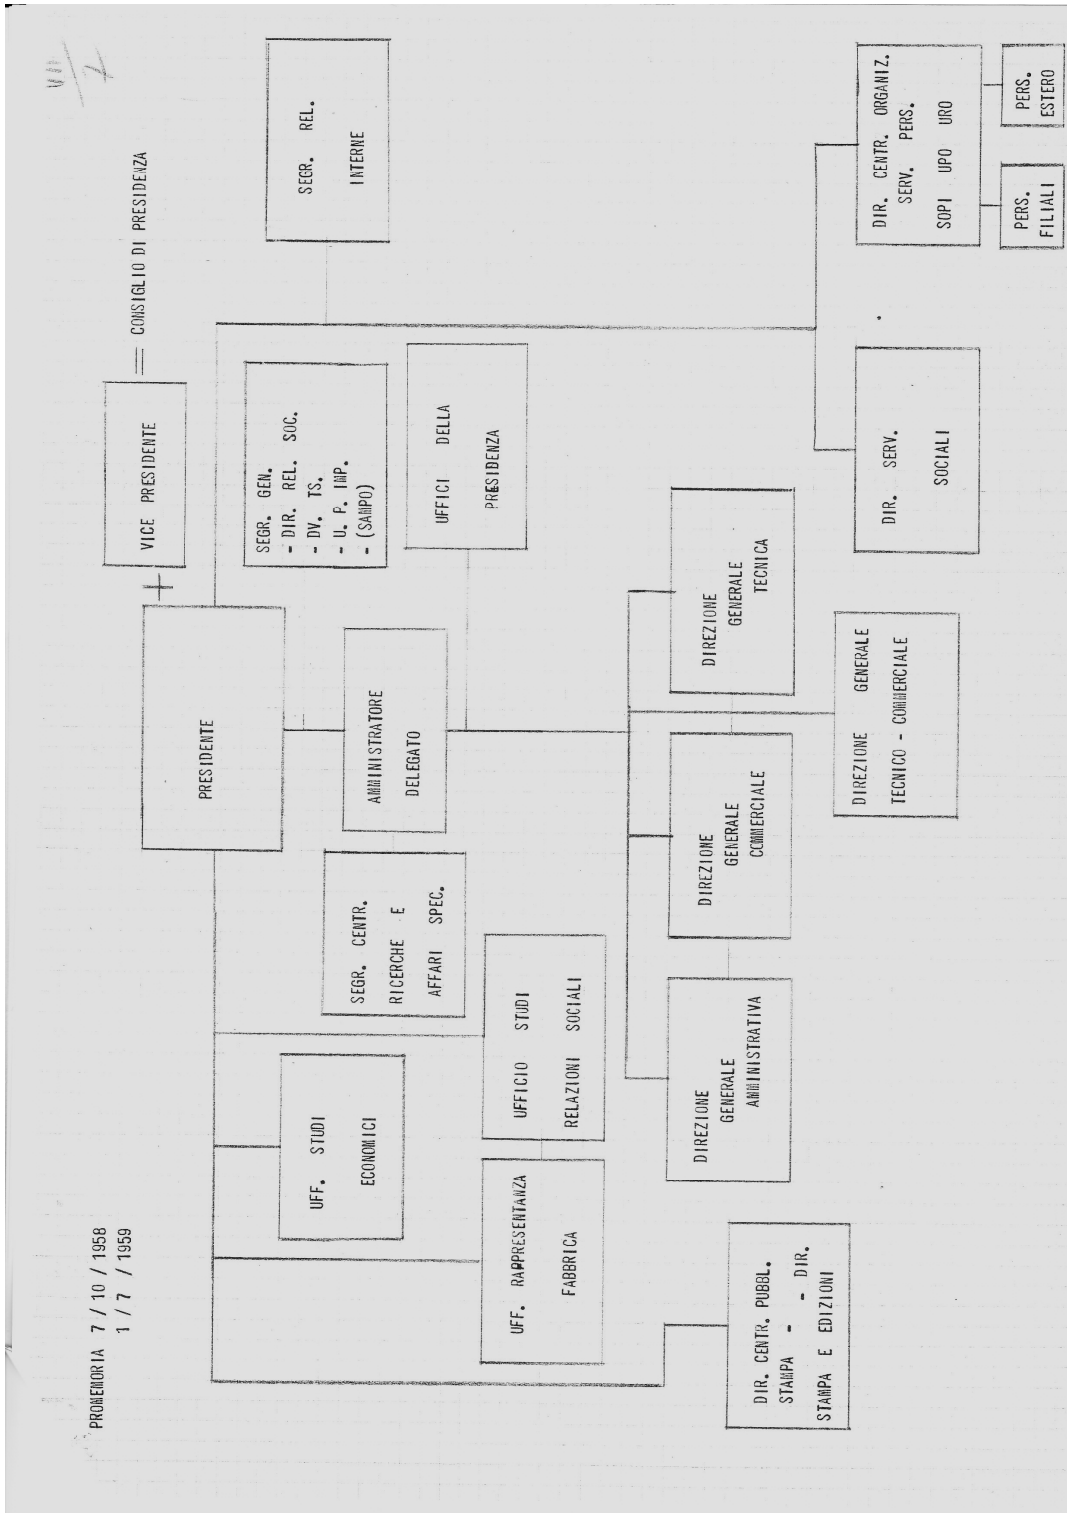 PROMEMORIA 7 / 10 / 1958
1 / 7 / 1959
VICE PRESIDENTE
CONSIGLIO DI PRESIDENZA
PRESIDENTE
SEGR. GEN.
- DIR. REL. SOC.
- DV. TS.
- U. P. IMP.
- (SAMPO)
SEGR. REL.
INTERNE
AMMINISTRATORE
DELEGATO
UFFICI DELLA
PRESIDENZA
SEGR. CENTR.
RICERCHE E
AFFARI SPEC.
UFF. STUDI
ECONOMICI
UFFICIO STUDI
RELAZIONI SOCIALI
UFF. RAPPRESENTANZA
FABBRICA
DIREZIONE
GENERALE
AMMINISTRATIVA
DIREZIONE
GENERALE
COMMERCIALE
DIREZIONE
GENERALE
TECNICA
DIR. CENTR. PUBBL.
STAMPA - - DIR.
STAMPA E EDIZIONI
DIREZIONE GENERALE
TECNICO - COMMERCIALE
DIR. SERV.
SOCIALI
DIR. CENTR. ORGANIZ.
SERV. PERS.
SOPI UPO URO
PERS.
FILIALI
PERS.
ESTERO